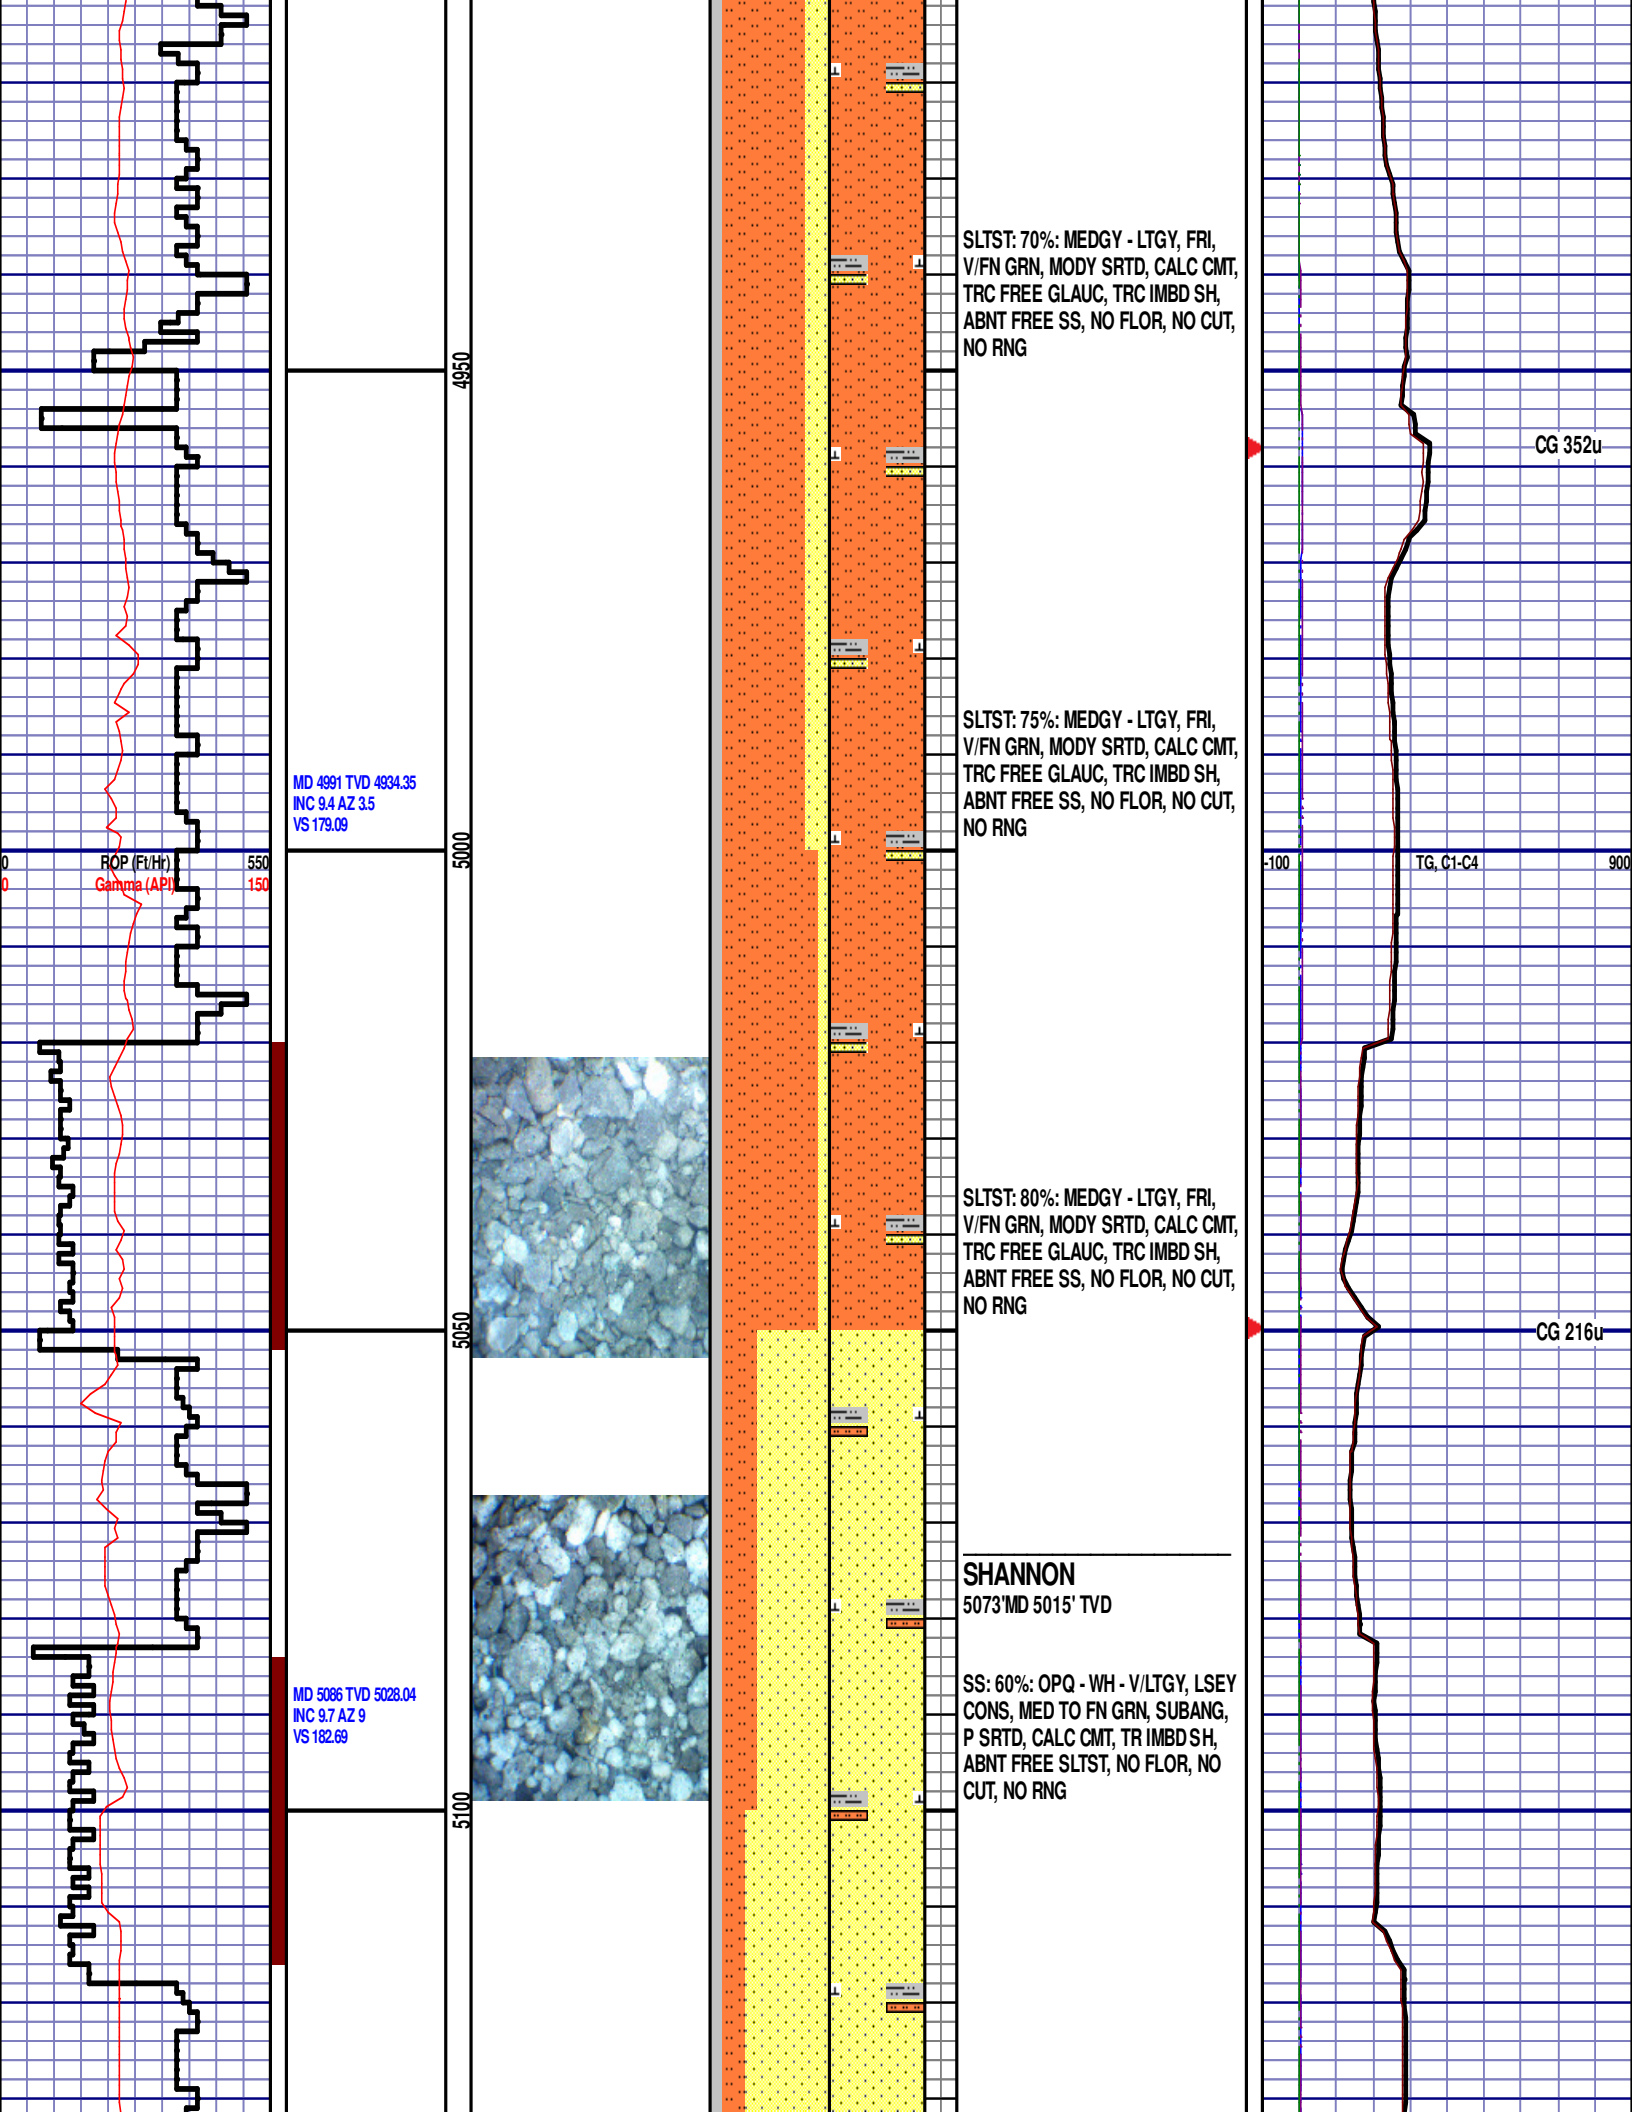 SLTST: 70%: MEDGY - LTGY, FRI,
V/FN GRN, MODY SRTD, CALC CMT,
TRC FREE GLAUC, TRC IMBD SH,
ABNT FREE SS, NO FLOR, NO CUT,
NO RNG
4950
CG 352u
SLTST: 75%: MEDGY - LTGY, FRI,
V/FN GRN, MODY SRTD, CALC CMT,
TRC FREE GLAUC, TRC IMBD SH,
ABNT FREE SS, NO FLOR, NO CUT,
NO RNG
MD 4991 TVD 4934.35
INC 9.4 AZ 3.5
VS 179.09
5000
0 ROP (Ft/Hr) 550
0 Gamma (API) 150
-100 TG, C1-C4 900
SLTST: 80%: MEDGY - LTGY, FRI,
V/FN GRN, MODY SRTD, CALC CMT,
TRC FREE GLAUC, TRC IMBD SH,
ABNT FREE SS, NO FLOR, NO CUT,
NO RNG
5050
CG 216u
SHANNON
5073'MD 5015' TVD
SS: 60%: OPQ - WH - V/LTGY, LSEY
CONS, MED TO FN GRN, SUBANG,
P SRTD, CALC CMT, TR IMBD SH,
ABNT FREE SLTST, NO FLOR, NO
CUT, NO RNG
MD 5086 TVD 5028.04
INC 9.7 AZ 9
VS 182.69
5100